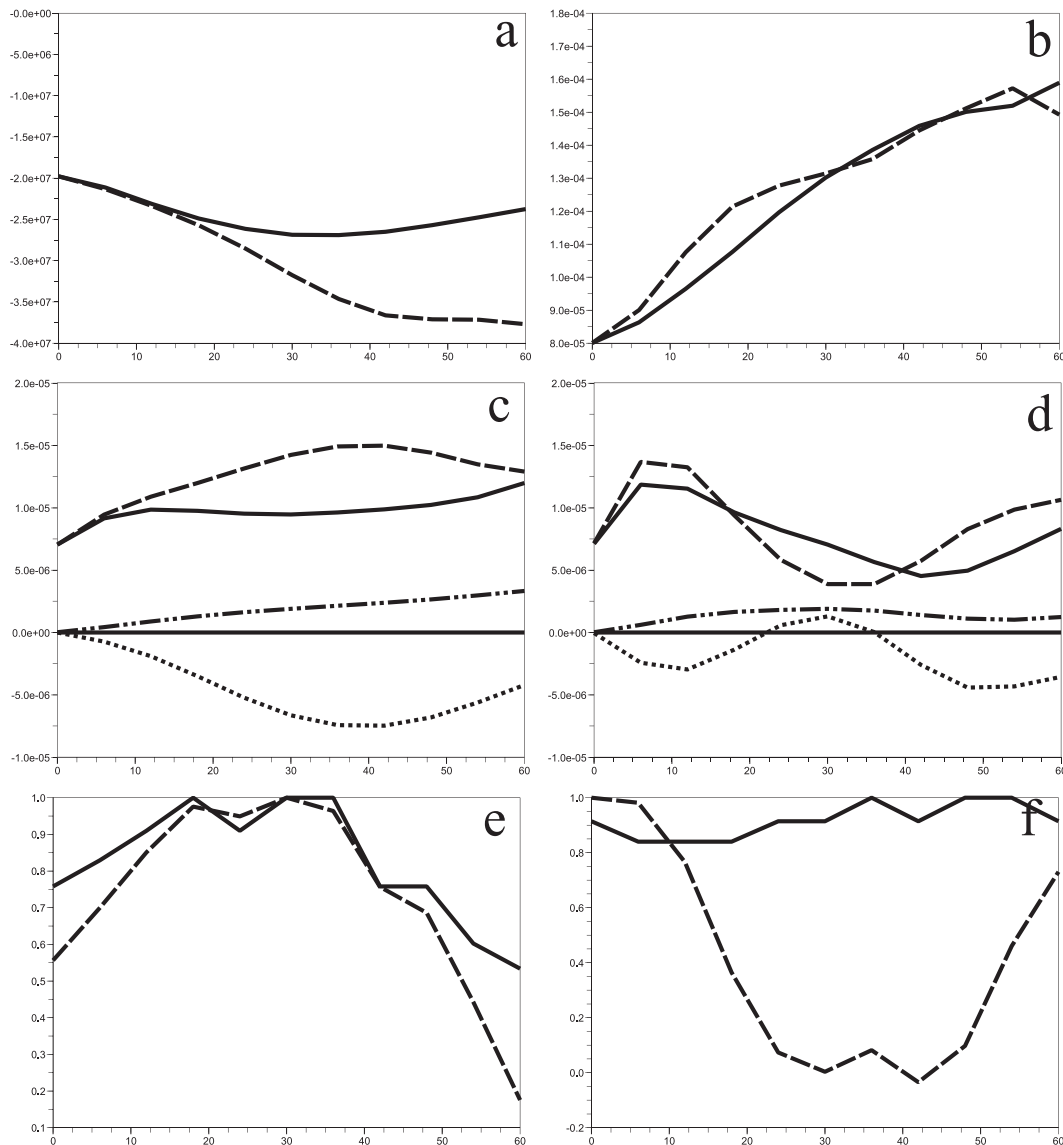 a
-0.0e+00
-5.0e+06
-1.0e+07
-1.5e+07
-2.0e+07
-2.5e+07
-3.0e+07
-3.5e+07
-4.0e+07
0 10 20 30 40 50 60
b
1.8e-04
1.7e-04
1.6e-04
1.5e-04
1.4e-04
1.3e-04
1.2e-04
1.1e-04
1.0e-04
9.0e-05
8.0e-05
0 10 20 30 40 50 60
c
2.0e-05
1.5e-05
1.0e-05
5.0e-06
0.0e+00
-5.0e-06
-1.0e-05
0 10 20 30 40 50 60
d
2.0e-05
1.5e-05
1.0e-05
5.0e-06
0.0e+00
-5.0e-06
-1.0e-05
0 10 20 30 40 50 60
e
1.0
0.9
0.8
0.7
0.6
0.5
0.4
0.3
0.2
0.1
0 10 20 30 40 50 60
f
1.0
0.8
0.6
0.4
0.2
0.0
-0.2
0 10 20 30 40 50 60